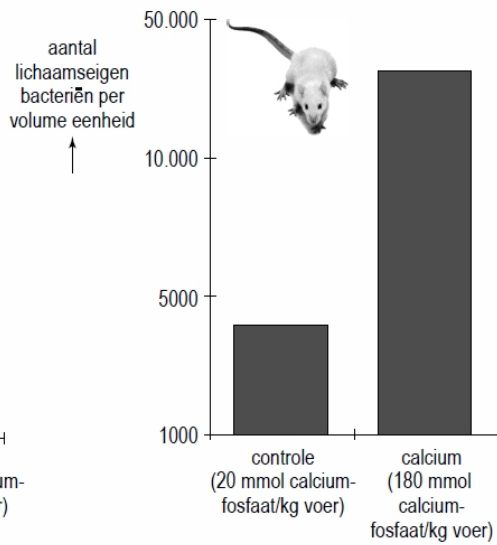 aantal
lichaamseigen
bacteriën per
volume eenheid
50.000
10.000
5000
1000
controle
(20 mmol calcium-
fosfaat/kg voer)
calcium
(180 mmol
calcium-
fosfaat/kg voer)